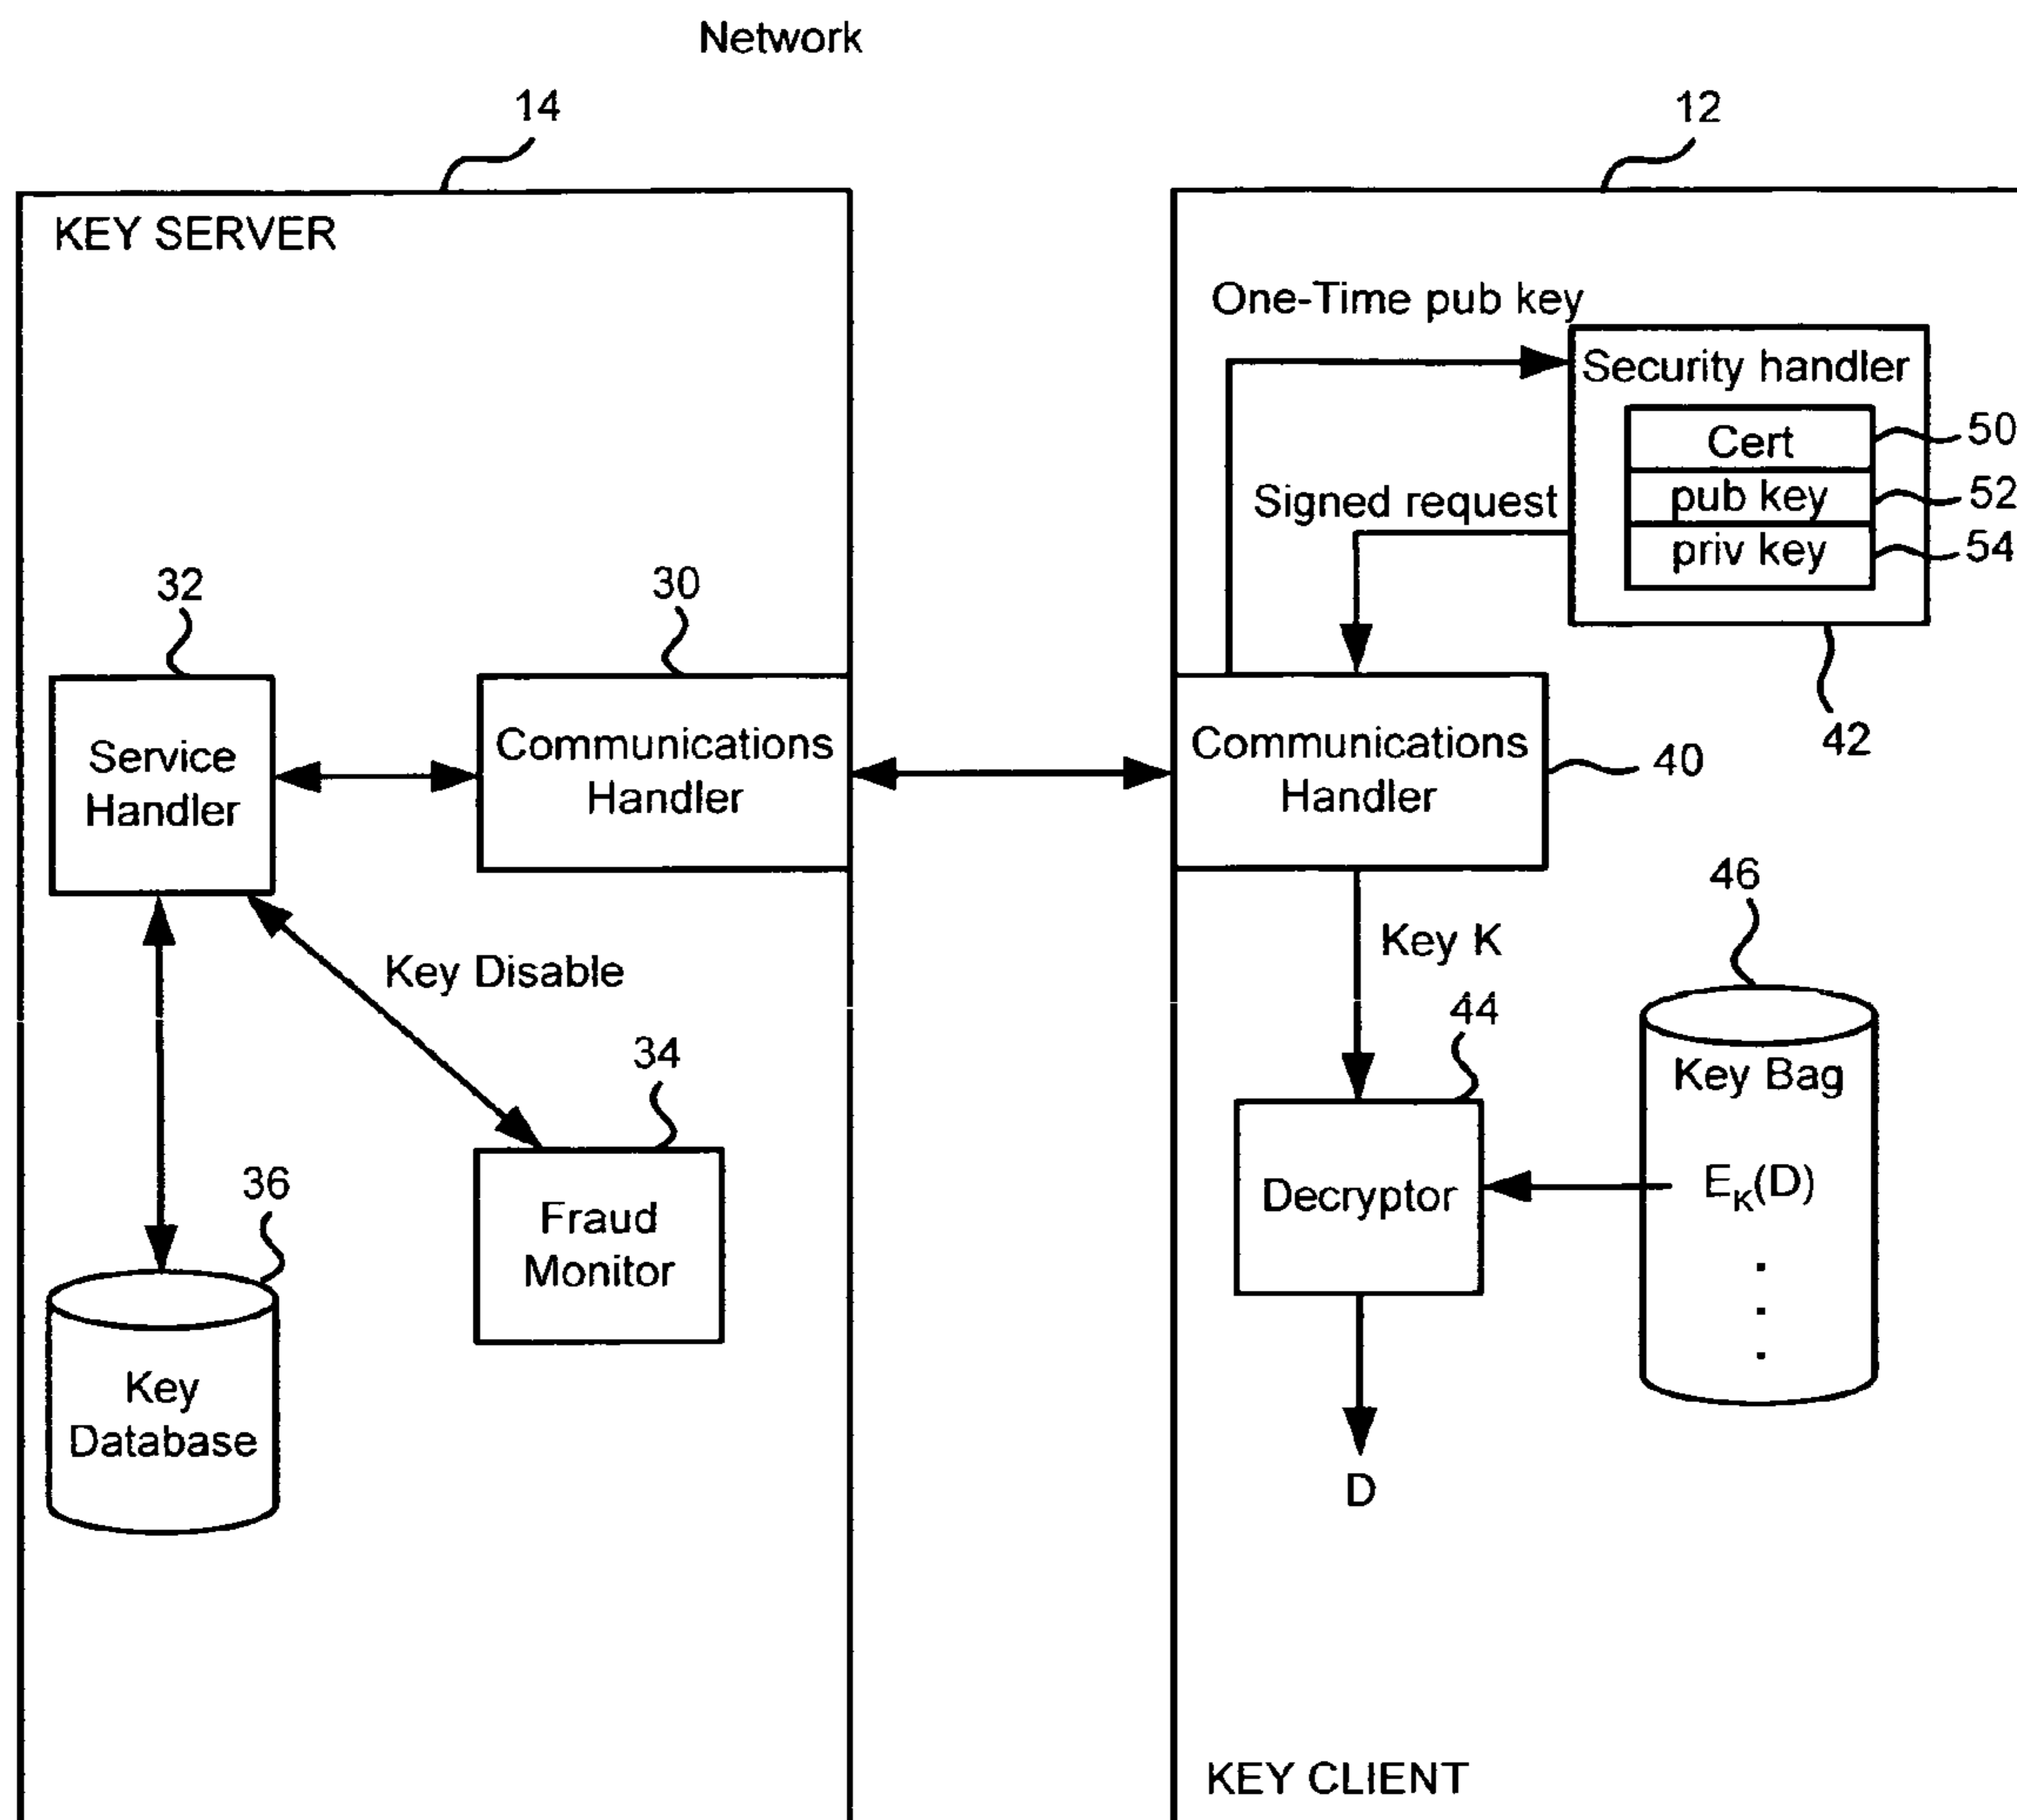 Network
14
12
KEY SERVER
One-Time pub key
Security handler
Cert
50
pub key
52
priv key
54
Signed request
42
32
30
Service
Handler
Communications
Handler
Communications
Handler
40
Key Disable
Key K
46
44
34
Key Bag
EK(D)
Decryptor
36
Fraud
Monitor
Key
Database
D
KEY CLIENT